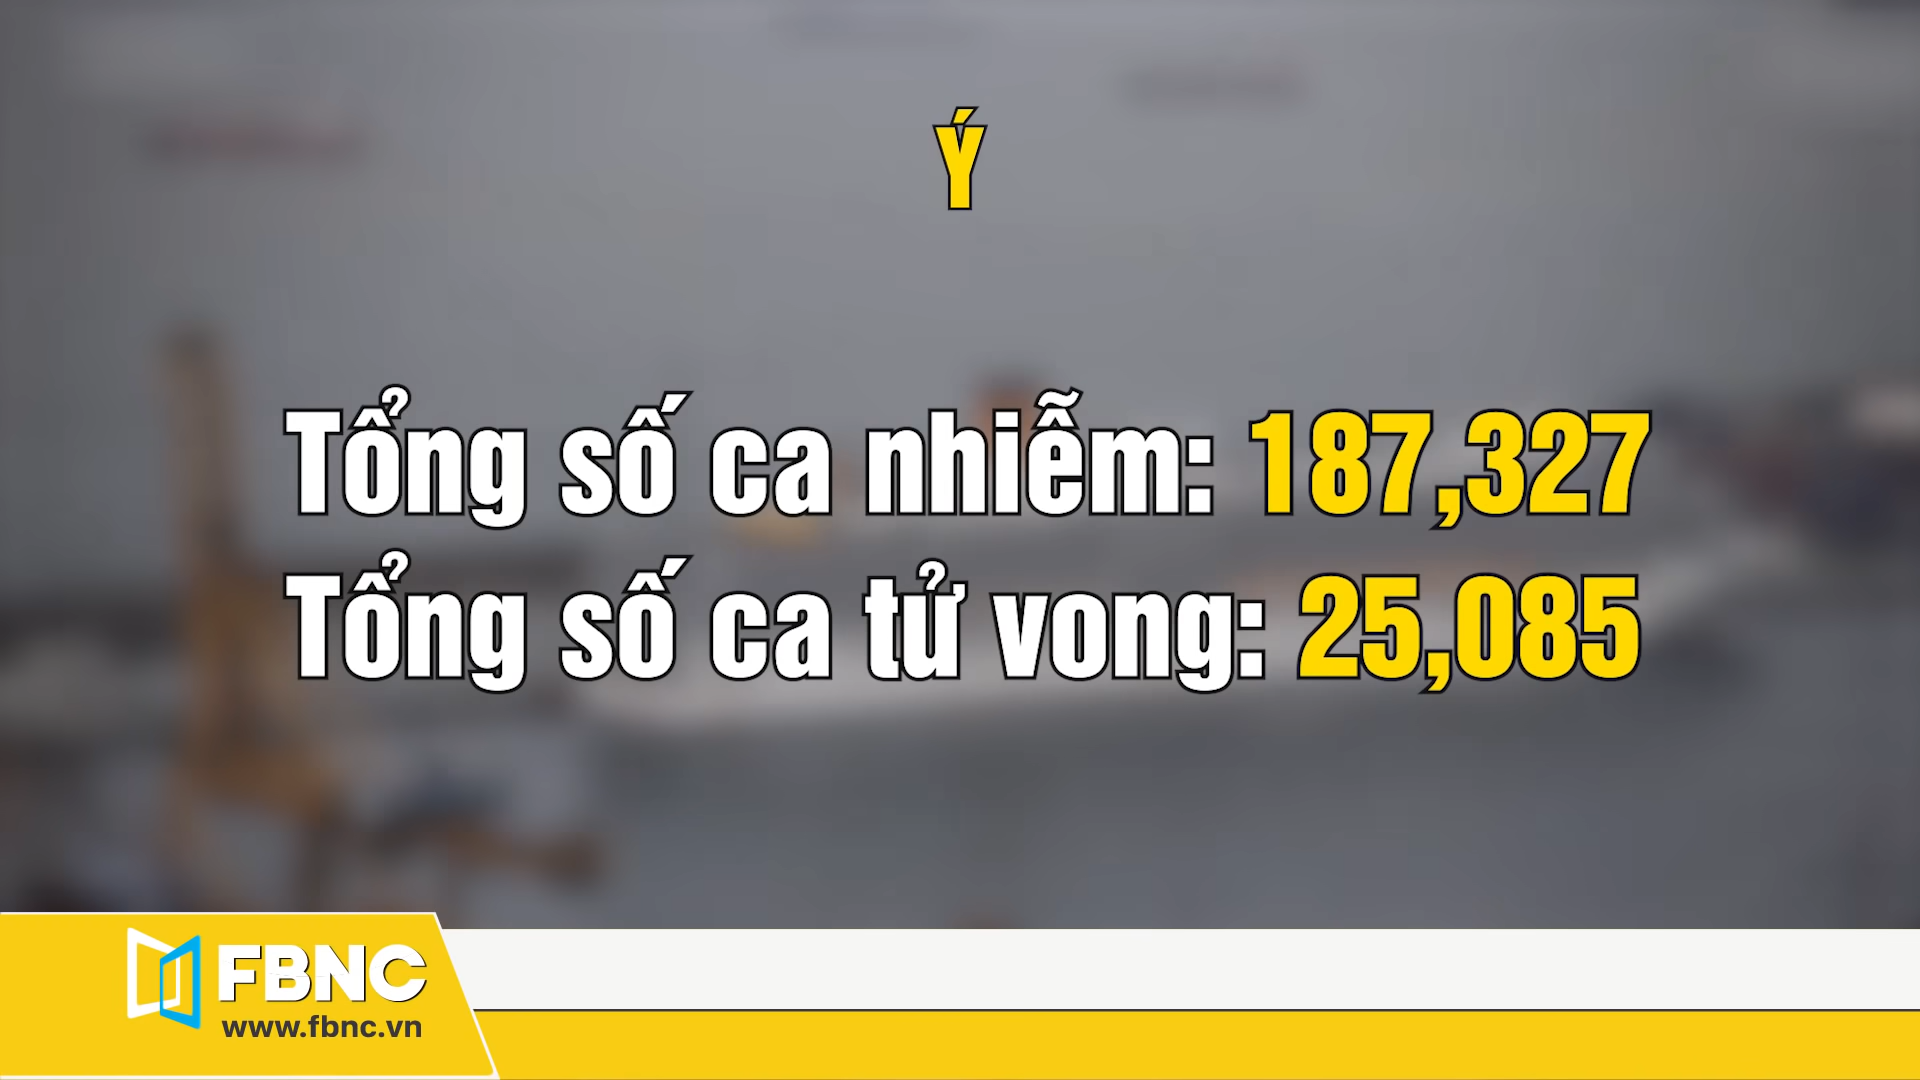 Ý
Tổng số ca nhiễm: 187,327
Tổng số ca tử vong: 25,085
FBNC
www.fbnc.vn